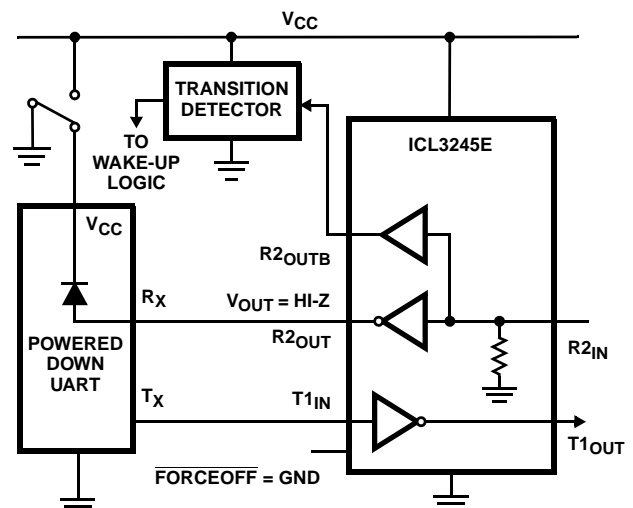 VCC
TRANSITION
DETECTOR
TO
WAKE-UP
LOGIC
ICL3245E
VCC
R2OUTB
RX
VOUT = HI-Z
R2OUT
R2IN
POWERED
DOWN
UART
TX
T1IN
T1OUT
FORCEOFF = GND